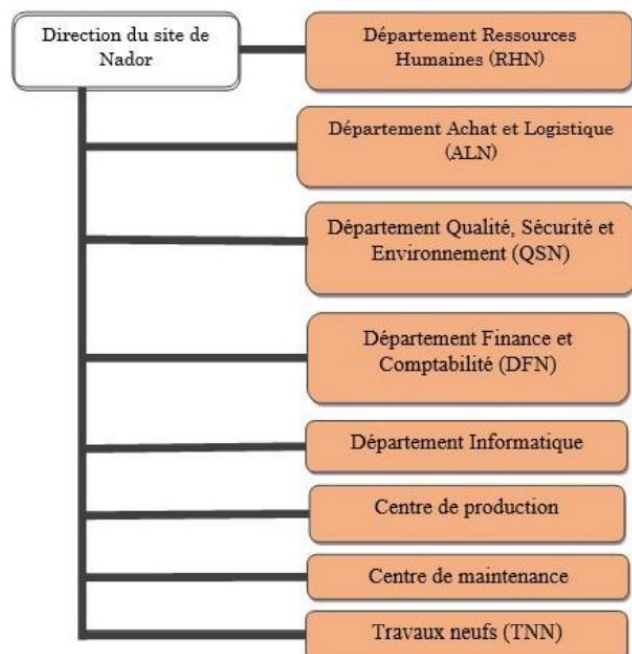 Direction du site de
Nador
Département Ressources
Humaines (RHN)
Département Achat et Logistique
(ALN)
Département Qualité, Sécurité et
Environnement (QSN)
Département Finance et
Comptabilité (DFN)
Département Informatique
Centre de production
Centre de maintenance
Travaux neufs (TNN)